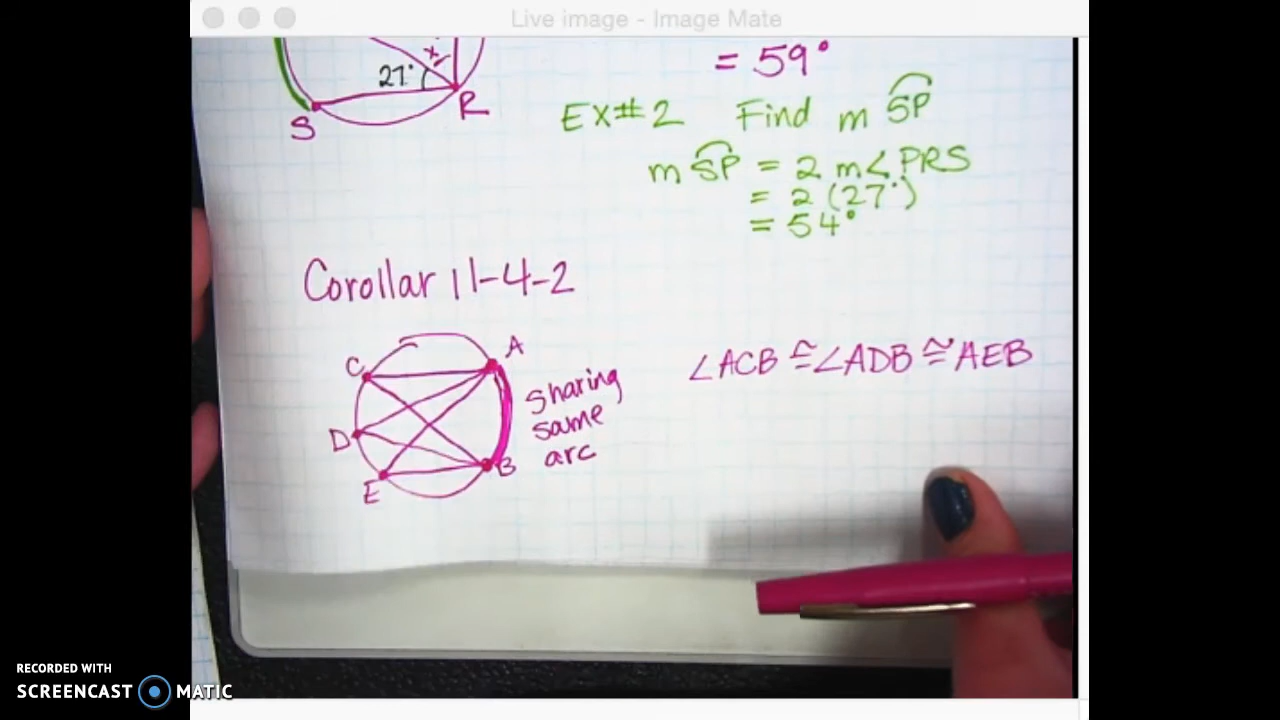 Live image - Image Mate
= 59°
27°
x
S
R
EX#2 Find m SP
m SP = 2 m∠PRS
= 2 (27°)
= 54°
Corollar 11-4-2
C
A
D
B
E
sharing
same
arc
∠ACB ≅ ∠ADB ≅ AEB
RECORDED WITH
SCREENCAST MATIC